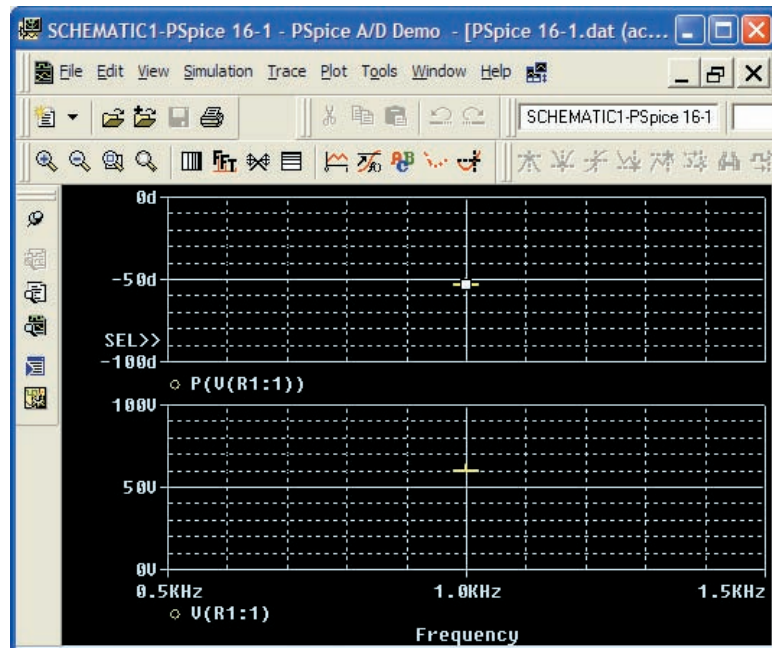 SCHEMATIC1-PSpice 16-1 - PSpice A/D Demo - [PSpice 16-1.dat (ac...
File Edit View Simulation Trace Plot Tools Window Help
SCHEMATIC1-PSpice 16-1
FFT
0d
-50d
SEL>>
-100d
P(V(R1:1))
100V
50V
0V
0.5KHz 1.0KHz 1.5KHz
V(R1:1)
Frequency